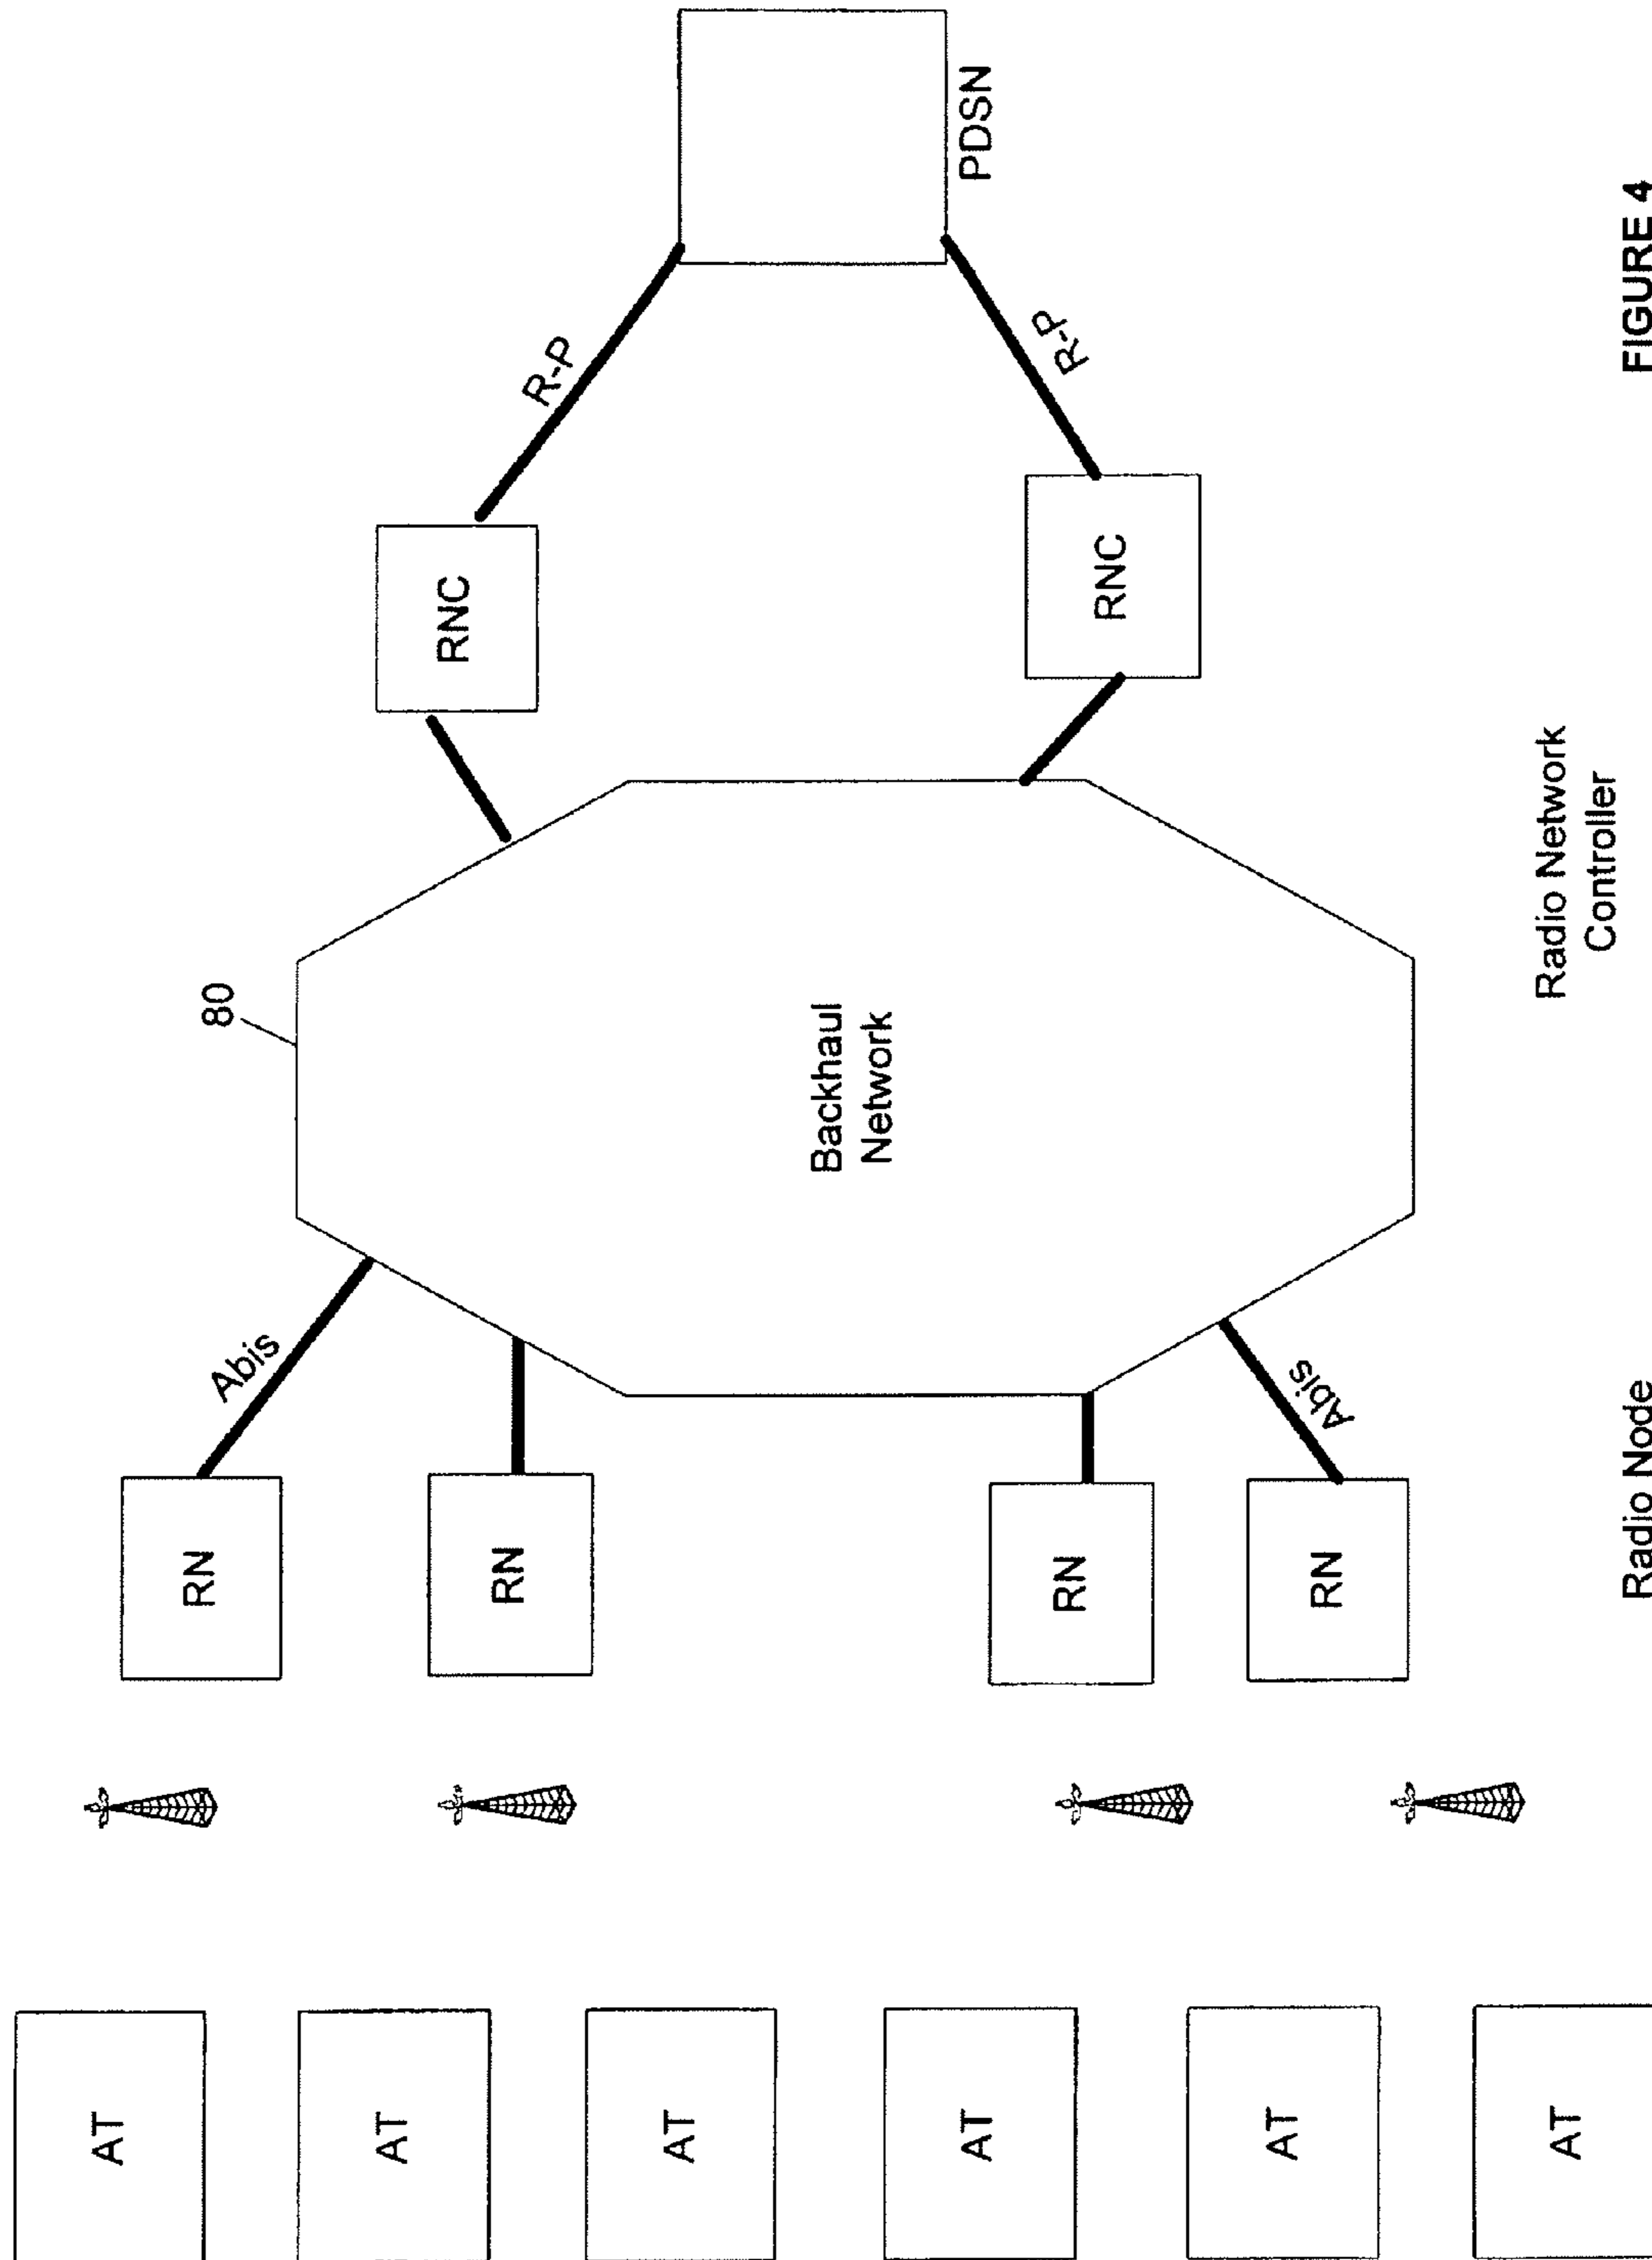 AT
AT
AT
AT
AT
AT
RN
RN
RN
RN
Radio Node
Abis
Abis
80
Backhaul
Network
RNC
RNC
Radio Network
Controller
R-P
R-P
PDSN
FIGURE 4